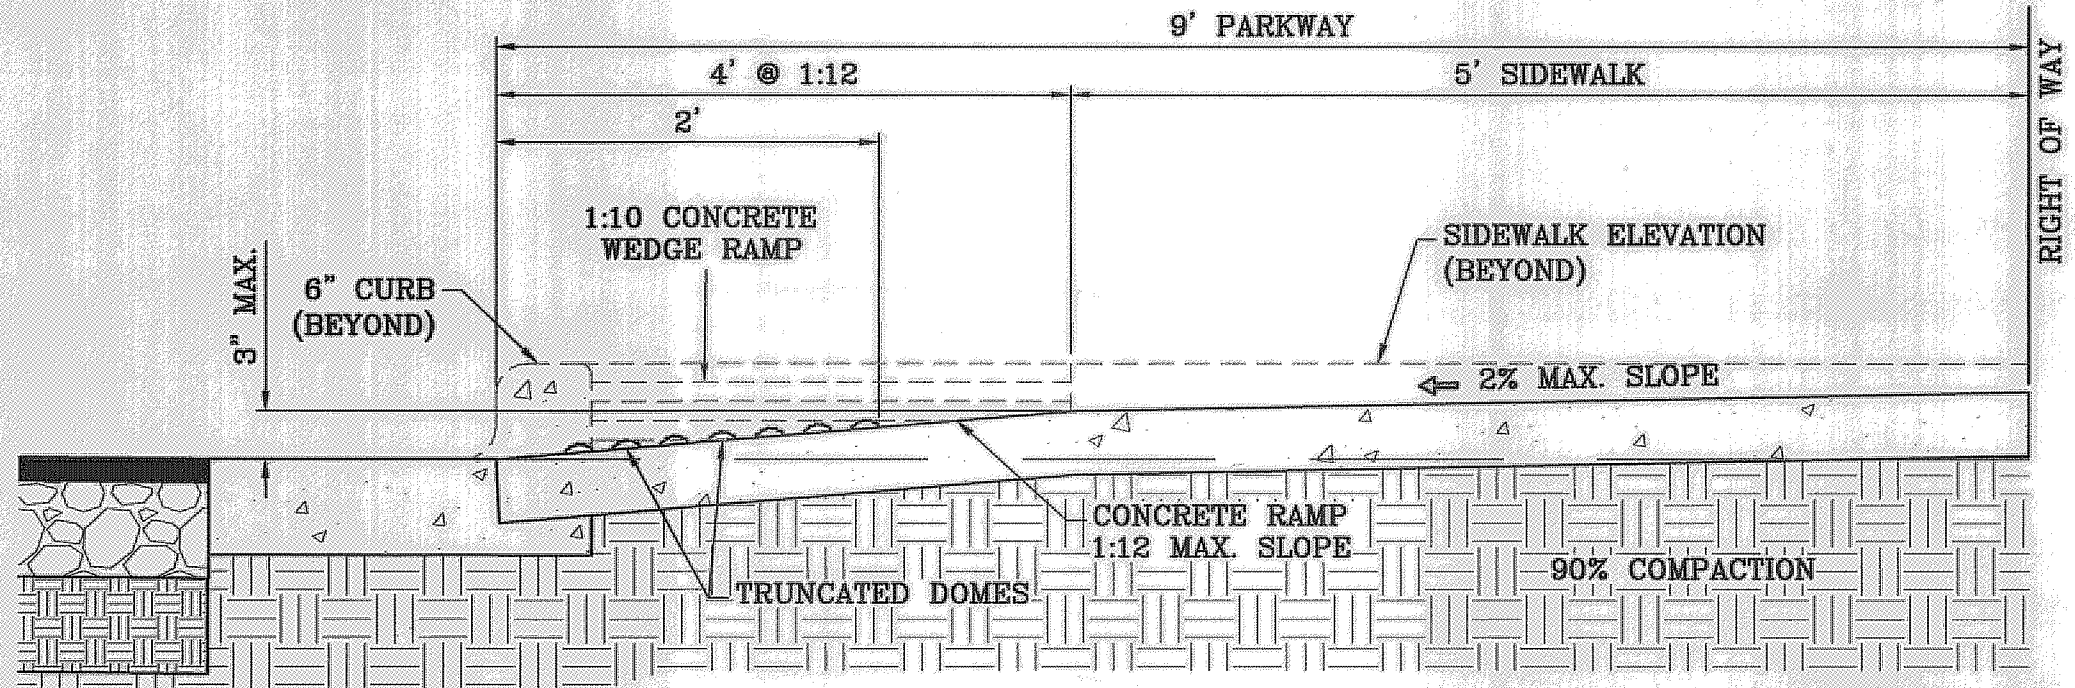 9' PARKWAY
4' @ 1:12
5' SIDEWALK
2'
RIGHT OF WAY
1:10 CONCRETE
WEDGE RAMP
SIDEWALK ELEVATION
(BEYOND)
3" MAX.
6" CURB
(BEYOND)
2% MAX. SLOPE
CONCRETE RAMP
1:12 MAX. SLOPE
90% COMPACTION
TRUNCATED DOMES